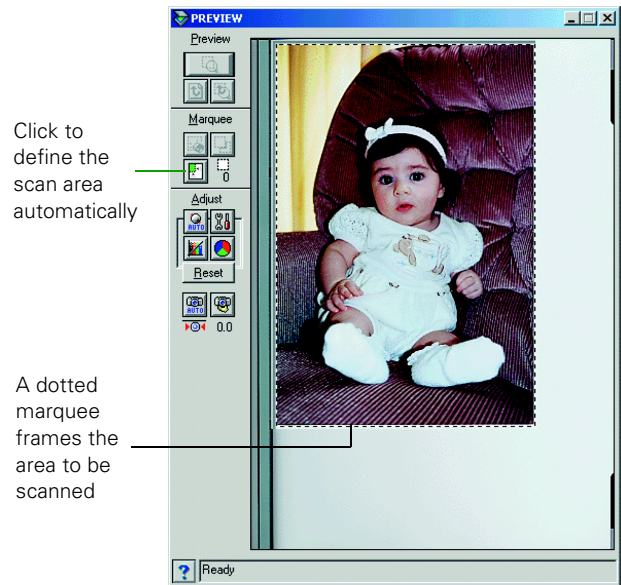 PREVIEW
Preview
Marquee
0
Click to
define the
scan area
automatically
Adjust
AUTO
Reset
AUTO
0.0
A dotted
marquee
frames the
area to be
scanned
?
Ready